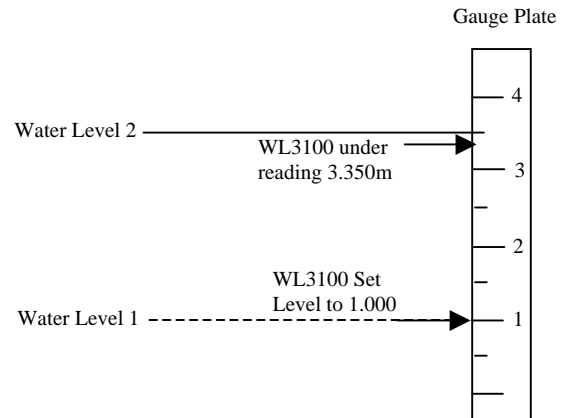 Gauge Plate
4
Water Level 2
WL3100 under
reading 3.350m
3
2
WL3100 Set
Level to 1.000
Water Level 1
1